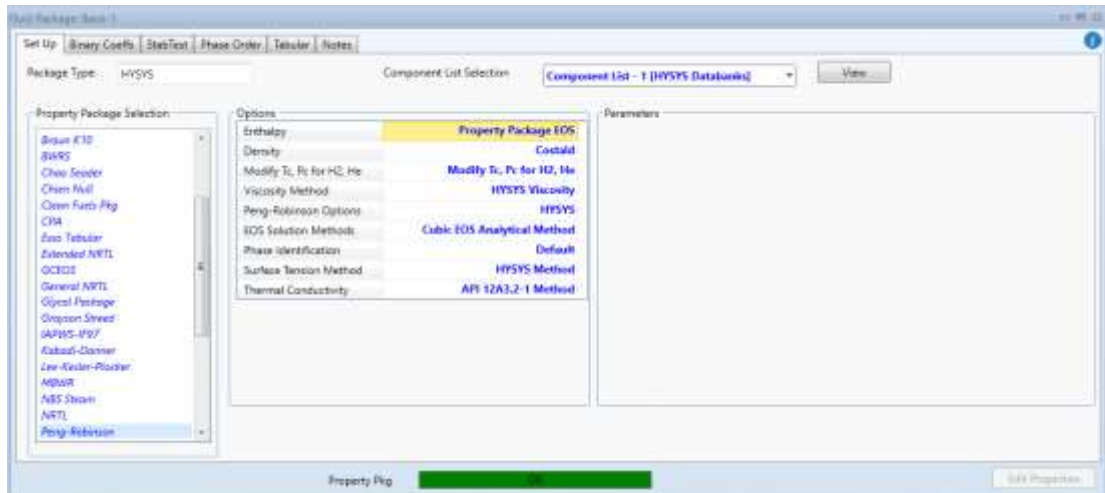 Fluid Package: Basis-1
Set Up Binary Coeffs StabTest Phase Order Tabular Notes
Package Type: HYSYS Component List Selection Component List - 1 [HYSYS Databanks] View
Property Package Selection
Braun K10
BWRS
Chao Seader
Chien Null
Clean Fuels Pkg
CPA
Esso Tabular
Extended NRTL
GCEOS
General NRTL
Glycol Package
Grayson Streed
IAPWS-IF97
Kabadi-Danner
Lee-Kesler-Plocker
MBWR
NBS Steam
NRTL
Peng-Robinson
Options
Enthalpy Property Package EOS
Density Costald
Modify Tc, Pc for H2, He Modify Tc, Pc for H2, He
Viscosity Method HYSYS Viscosity
Peng-Robinson Options HYSYS
EOS Solution Methods Cubic EOS Analytical Method
Phase Identification Default
Surface Tension Method HYSYS Method
Thermal Conductivity API 12A3.2-1 Method
Parameters
Property Pkg OK Edit Properties